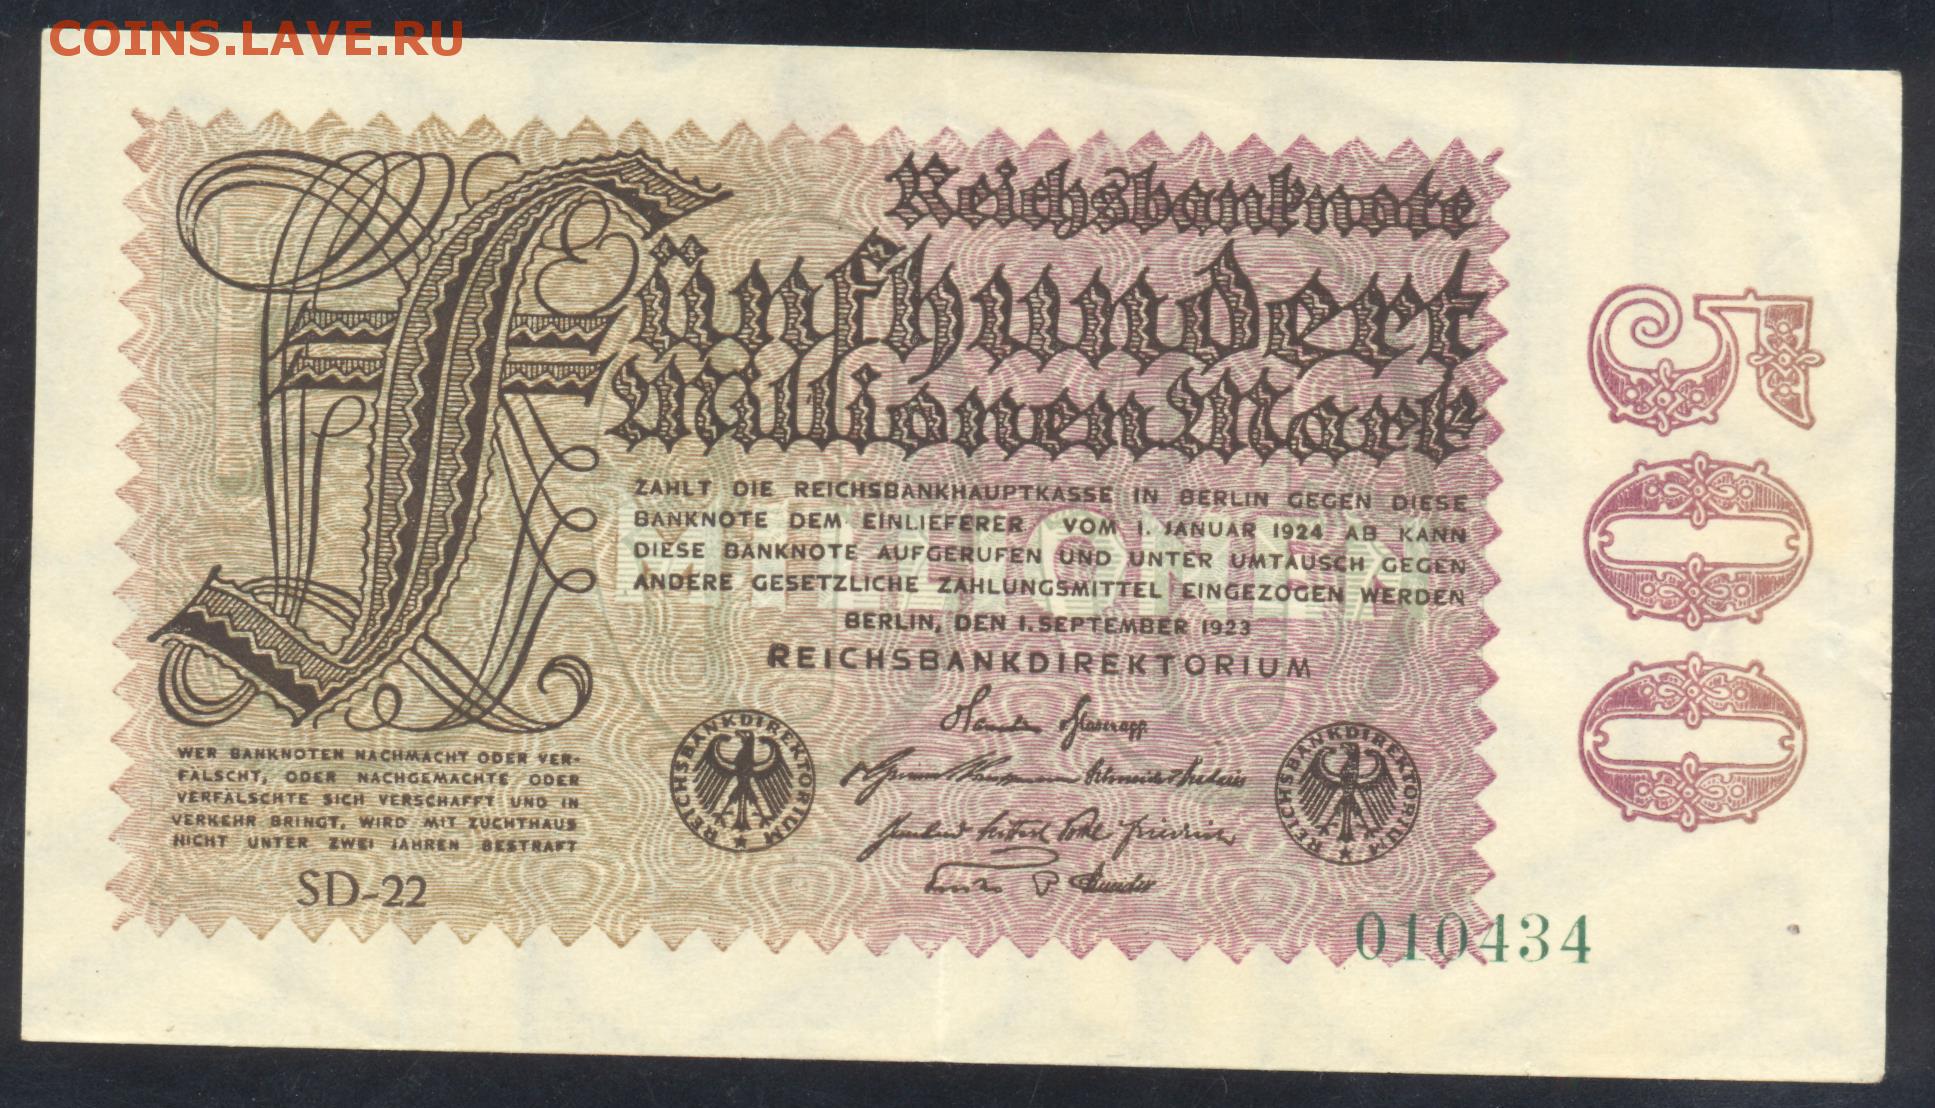 COINS.LAVE.RU
Reichsbanknote
Fünfhundert
Millionen Mark
ZAHLT DIE REICHSBANKHAUPTKASSE IN BERLIN GEGEN DIESE
BANKNOTE DEM EINLIEFERER VOM 1. JANUAR 1924 AB KANN
DIESE BANKNOTE AUFGERUFEN UND UNTER UMTAUSCH GEGEN
ANDERE GESETZLICHE ZAHLUNGSMITTEL EINGEZOGEN WERDEN
MILLIONEN
BERLIN, DEN 1. SEPTEMBER 1923
REICHSBANKDIREKTORIUM
REICHSBANKDIREKTORIUM
REICHSBANKDIREKTORIUM
WER BANKNOTEN NACHMACHT ODER VER-
FÄLSCHT, ODER NACHGEMACHTE ODER
VERFÄLSCHTE SICH VERSCHAFFT UND IN
VERKEHR BRINGT, WIRD MIT ZUCHTHAUS
NICHT UNTER ZWEI JAHREN BESTRAFT
SD-22
010434
500